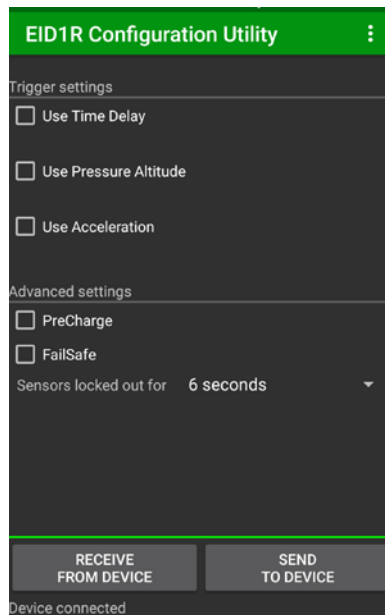 EID1R Configuration Utility
Trigger settings
Use Time Delay
Use Pressure Altitude
Use Acceleration
Advanced settings
PreCharge
FailSafe
Sensors locked out for 6 seconds
RECEIVE
FROM DEVICE
SEND
TO DEVICE
Device connected